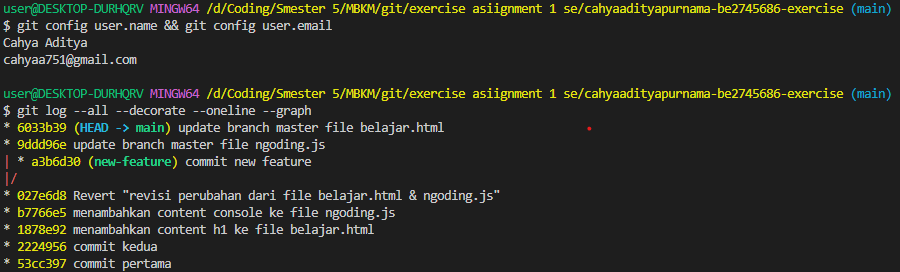 user@DESKTOP-DURHQRV MINGW64 /d/Coding/Smester 5/MBKM/git/exercise asiignment 1 se/cahyaadityapurnama-be2745686-exercise (main)
$ git config user.name && git config user.email
Cahya Aditya
cahyaa751@gmail.com
user@DESKTOP-DURHQRV MINGW64 /d/Coding/Smester 5/MBKM/git/exercise asiignment 1 se/cahyaadityapurnama-be2745686-exercise (main)
$ git log --all --decorate --oneline --graph
* 6033b39 (HEAD -> main) update branch master file belajar.html
* 9ddd96e update branch master file ngoding.js
| * a3b6d30 (new-feature) commit new feature
|/
* 027e6d8 Revert "revisi perubahan dari file belajar.html & ngoding.js"
* b7766e5 menambahkan content console ke file ngoding.js
* 1878e92 menambahkan content h1 ke file belajar.html
* 2224956 commit kedua
* 53cc397 commit pertama